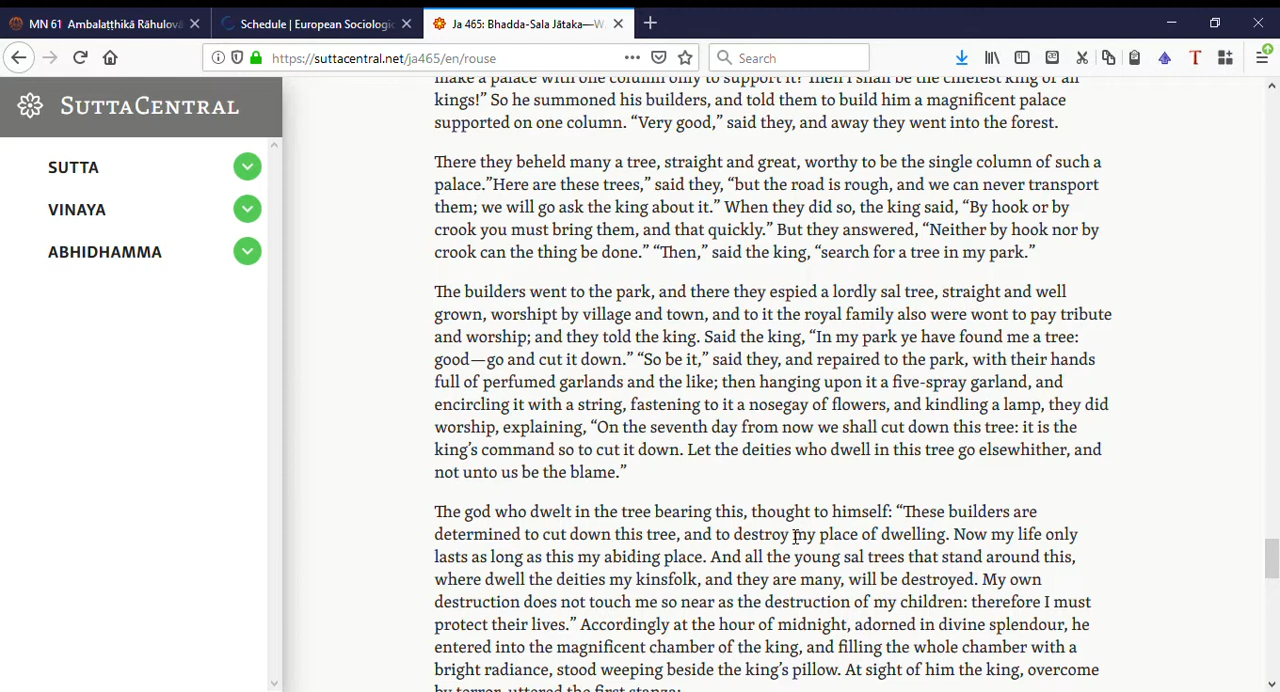 MN 61 Ambalaṭṭhikā Rāhulová
Schedule | European Sociologic
Ja 465: Bhadda-Sala Jātaka—W
https://suttacentral.net/ja465/en/rouse
Search
SUTTACENTRAL
SUTTA
VINAYA
ABHIDHAMMA
make a palace with one column only to support it? Then I shall be the chiefest king of all
kings!” So he summoned his builders, and told them to build him a magnificent palace
supported on one column. “Very good,” said they, and away they went into the forest.
There they beheld many a tree, straight and great, worthy to be the single column of such a
palace.”Here are these trees,” said they, “but the road is rough, and we can never transport
them; we will go ask the king about it.” When they did so, the king said, “By hook or by
crook you must bring them, and that quickly.” But they answered, “Neither by hook nor by
crook can the thing be done.” “Then,” said the king, “search for a tree in my park.”
The builders went to the park, and there they espied a lordly sal tree, straight and well
grown, worshipt by village and town, and to it the royal family also were wont to pay tribute
and worship; and they told the king. Said the king, “In my park ye have found me a tree:
good—go and cut it down.” “So be it,” said they, and repaired to the park, with their hands
full of perfumed garlands and the like; then hanging upon it a five-spray garland, and
encircling it with a string, fastening to it a nosegay of flowers, and kindling a lamp, they did
worship, explaining, “On the seventh day from now we shall cut down this tree: it is the
king’s command so to cut it down. Let the deities who dwell in this tree go elsewhither, and
not unto us be the blame.”
The god who dwelt in the tree bearing this, thought to himself: “These builders are
determined to cut down this tree, and to destroy my place of dwelling. Now my life only
lasts as long as this my abiding place. And all the young sal trees that stand around this,
where dwell the deities my kinsfolk, and they are many, will be destroyed. My own
destruction does not touch me so near as the destruction of my children: therefore I must
protect their lives.” Accordingly at the hour of midnight, adorned in divine splendour, he
entered into the magnificent chamber of the king, and filling the whole chamber with a
bright radiance, stood weeping beside the king’s pillow. At sight of him the king, overcome
by terror, uttered the first stanza: